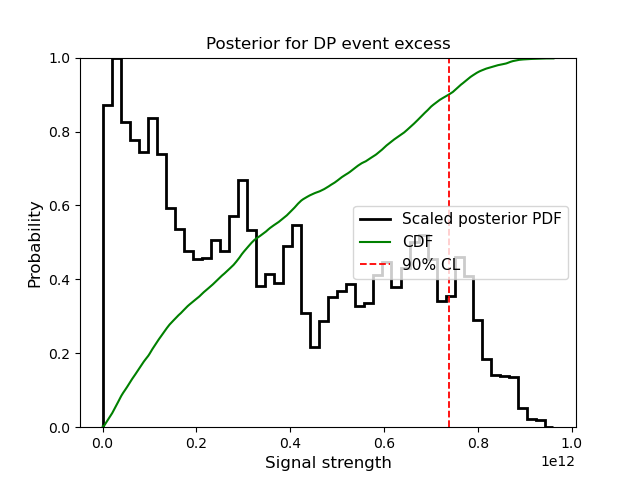 Posterior for DP event excess
Probability
1.0
0.8
0.6
0.4
0.2
0.0
Scaled posterior PDF
CDF
90% CL
0.0 0.2 0.4 0.6 0.8 1.0
1e12
Signal strength